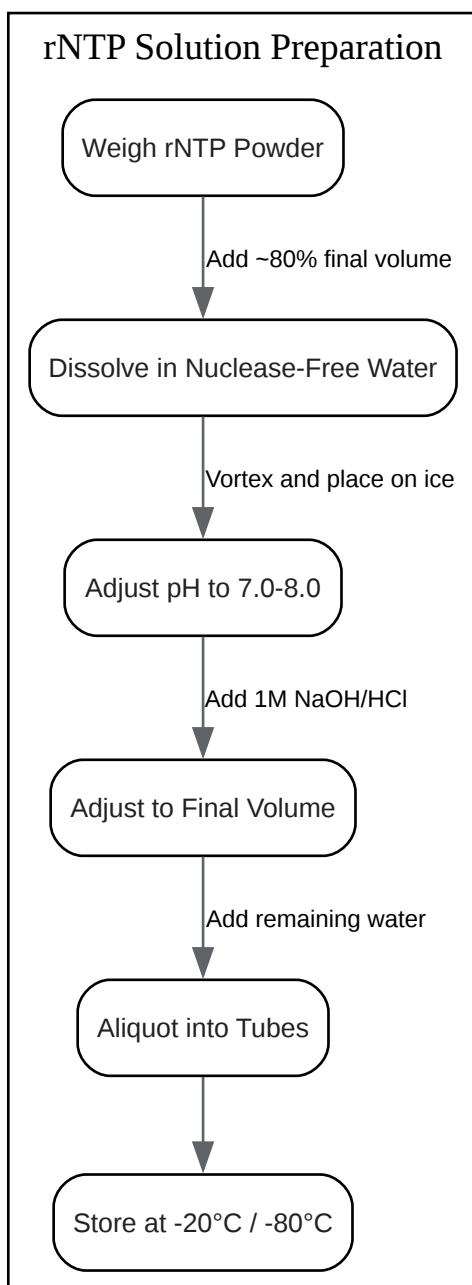 rNTP Solution Preparation
Weigh rNTP Powder
Add ~80% final volume
Dissolve in Nuclease-Free Water
Vortex and place on ice
Adjust pH to 7.0-8.0
Add 1M NaOH/HCl
Adjust to Final Volume
Add remaining water
Aliquot into Tubes
Store at -20°C / -80°C